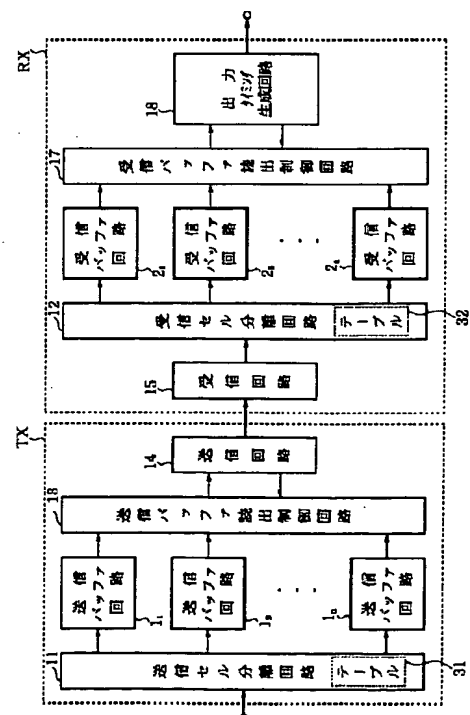 TX
11
送信セル分離回路
テーブル
31
送信バッファ回路
1₁
送信バッファ回路
1₂
送信バッファ回路
1ₙ
13
送信バッファ読出制御回路
14
送信回路
RX
15
受信回路
12
受信セル分離回路
テーブル
32
受信バッファ回路
受信バッファ回路
受信バッファ回路
17
受信バッファ読出制御回路
18
出力
タイミング
生成回路